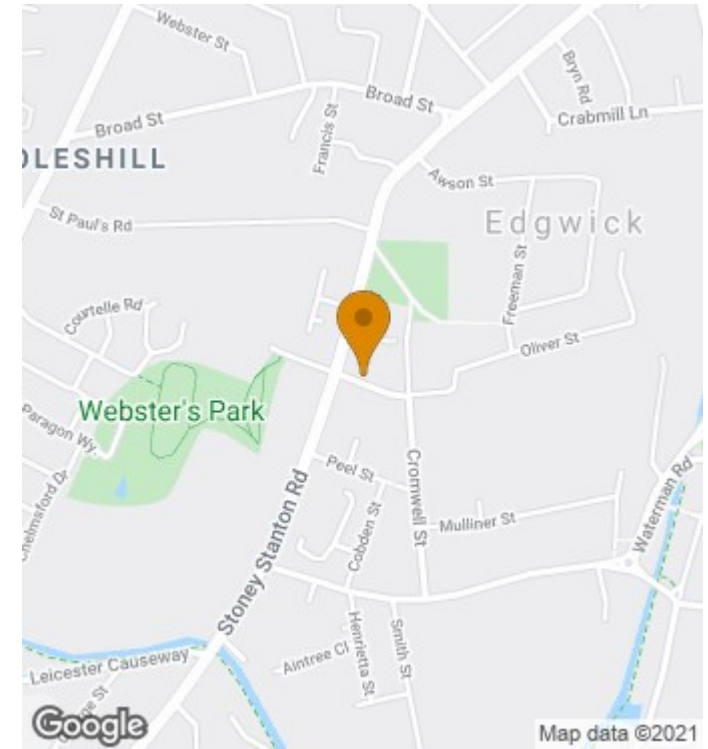 Webster St
Bryn Rd
Broad St
Crabmill Ln
Broad St
Francis St
OLESHILL
Awson St
St Paul's Rd
Edgwick
Freeman St
Courtelle Rd
Oliver St
Webster's Park
Paragon Wy.
Cromwell St
Peel St
Waterman Rd
Chelmsford Dr
Stoney Stanton Rd
Cobden St
Mulliner St
Henrietta St
Smith St
Aintree Cl
Leicester Causeway
Google
Map data ©2021